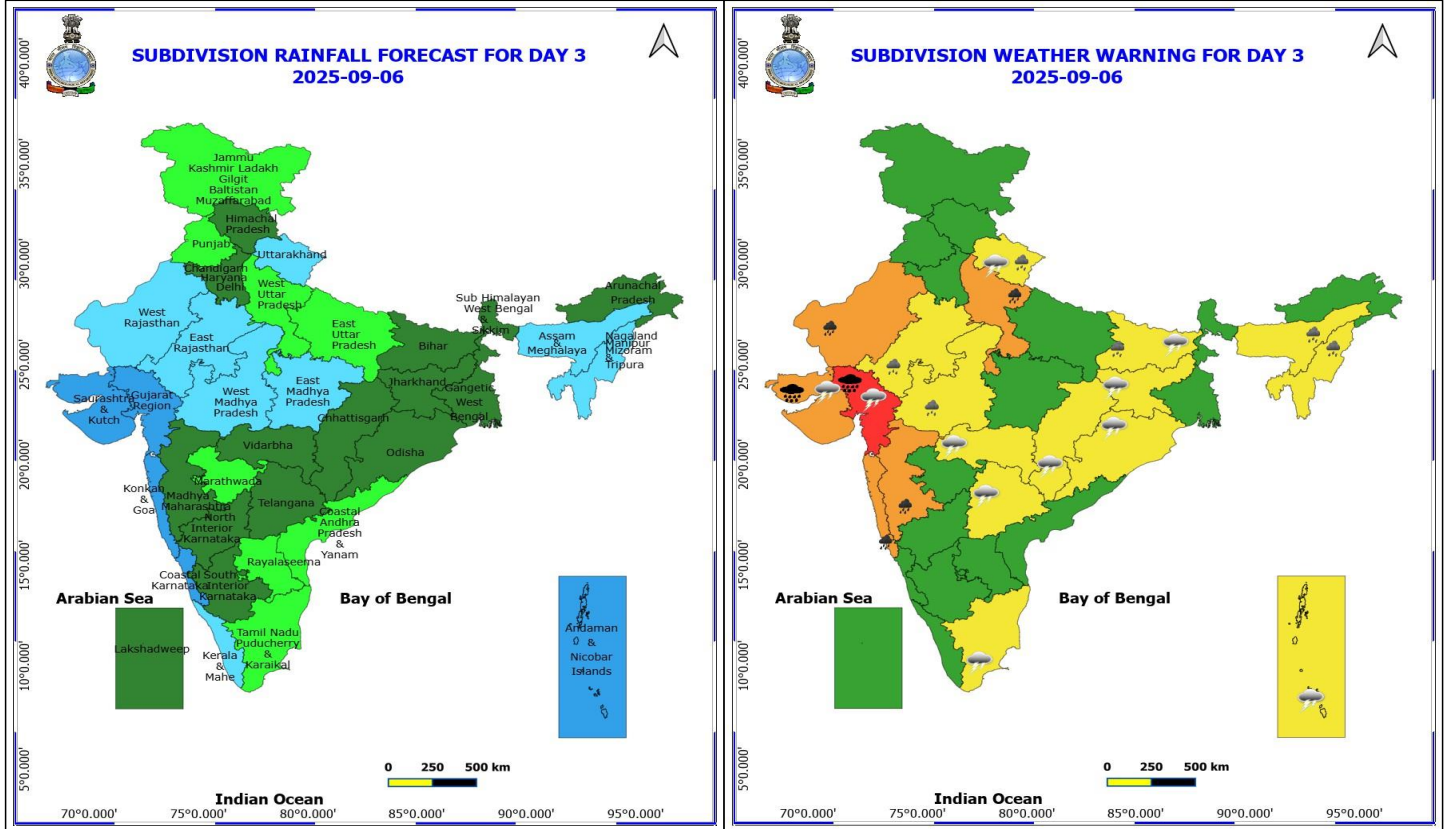 SUBDIVISION RAINFALL FORECAST FOR DAY 3
2025-09-06
40°0.000'
35°0.000'
30°0.000'
25°0.000'
20°0.000'
15°0.000'
10°0.000'
5°0.000'
Jammu
Kashmir Ladakh
Gilgit
Baltistan
Muzaffarabad
Himachal
Pradesh
Punjab
Uttarakhand
Chandigarh
Haryana
Delhi
West
Uttar
Pradesh
Arunachal
Pradesh
Sub Himalayan
West Bengal
&
Sikkim
West
Rajasthan
East
Rajasthan
East
Uttar
Pradesh
Bihar
Assam
&
Meghalaya
Nagaland
Manipur
Mizoram
&
Tripura
Saurashtra
&
Kutch
Gujarat
Region
West
Madhya
Pradesh
East
Madhya
Pradesh
Jharkhand
Gangetic
West
Bengal
Chhattisgarh
Vidarbha
Odisha
Konkan
&
Goa
Madhya
Maharashtra
Marathwada
Telangana
North
Interior
Karnataka
Coastal
Andhra
Pradesh
&
Yanam
Rayalaseema
Coastal
Karnataka
South
Interior
Karnataka
Arabian Sea
Bay of Bengal
Lakshadweep
Kerala
&
Mahe
Tamil Nadu
Puducherry
&
Karaikal
Andaman
&
Nicobar
Islands
0 250 500 km
Indian Ocean
70°0.000' 75°0.000' 80°0.000' 85°0.000' 90°0.000' 95°0.000'
SUBDIVISION WEATHER WARNING FOR DAY 3
2025-09-06
40°0.000'
35°0.000'
30°0.000'
25°0.000'
20°0.000'
15°0.000'
10°0.000'
5°0.000'
Arabian Sea
Bay of Bengal
0 250 500 km
Indian Ocean
70°0.000' 75°0.000' 80°0.000' 85°0.000' 90°0.000' 95°0.000'